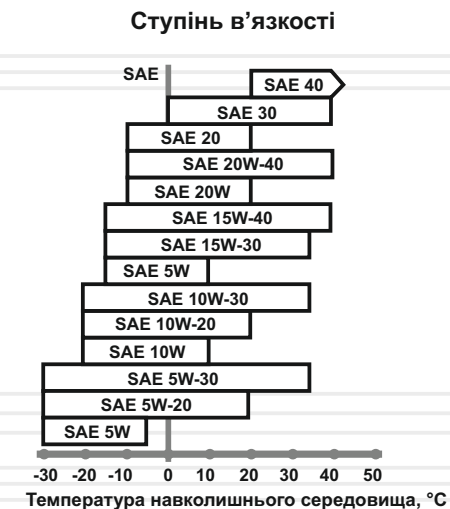 Ступінь в’язкості
SAE
SAE 40
SAE 30
SAE 20
SAE 20W-40
SAE 20W
SAE 15W-40
SAE 15W-30
SAE 5W
SAE 10W-30
SAE 10W-20
SAE 10W
SAE 5W-30
SAE 5W-20
SAE 5W
-30 -20 -10 0 10 20 30 40 50
Температура навколишнього середовища, °C